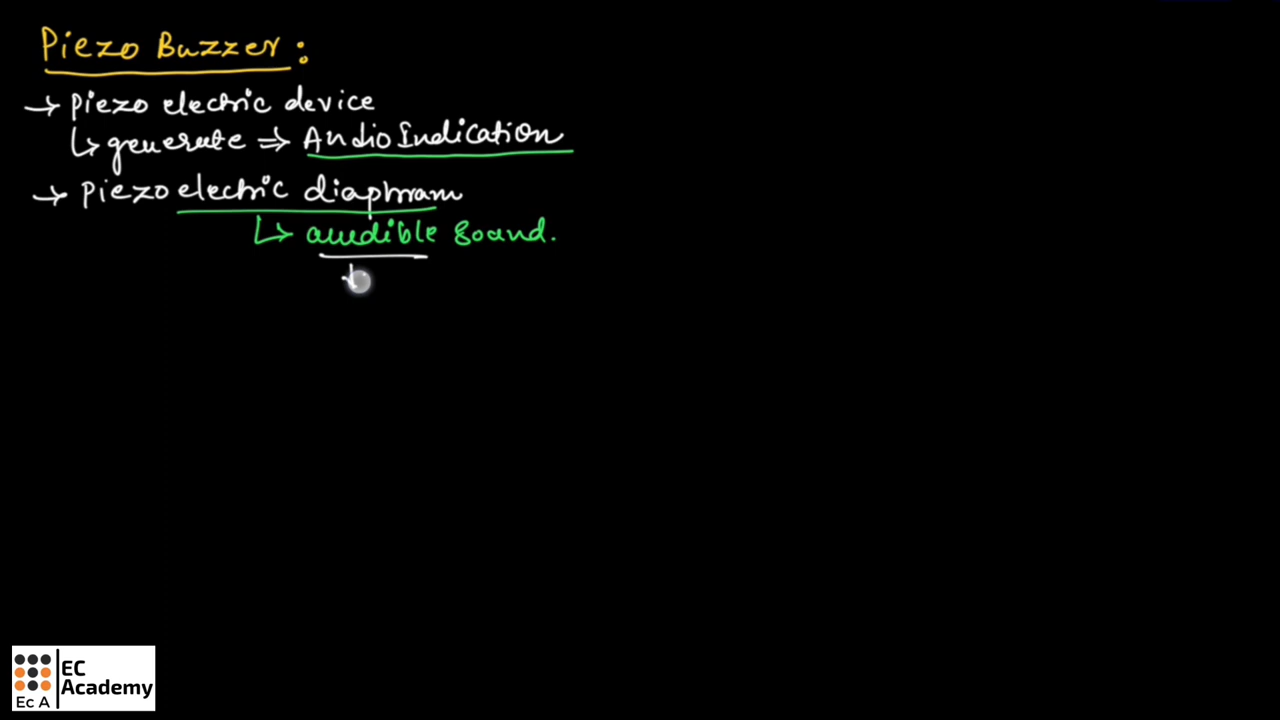 Piezo Buzzer :
→ Piezo electric device
↳ generate ⇒ Audio Indication
→ Piezo electric diaphram
↳ audible sound.
EC
Academy
Ec A